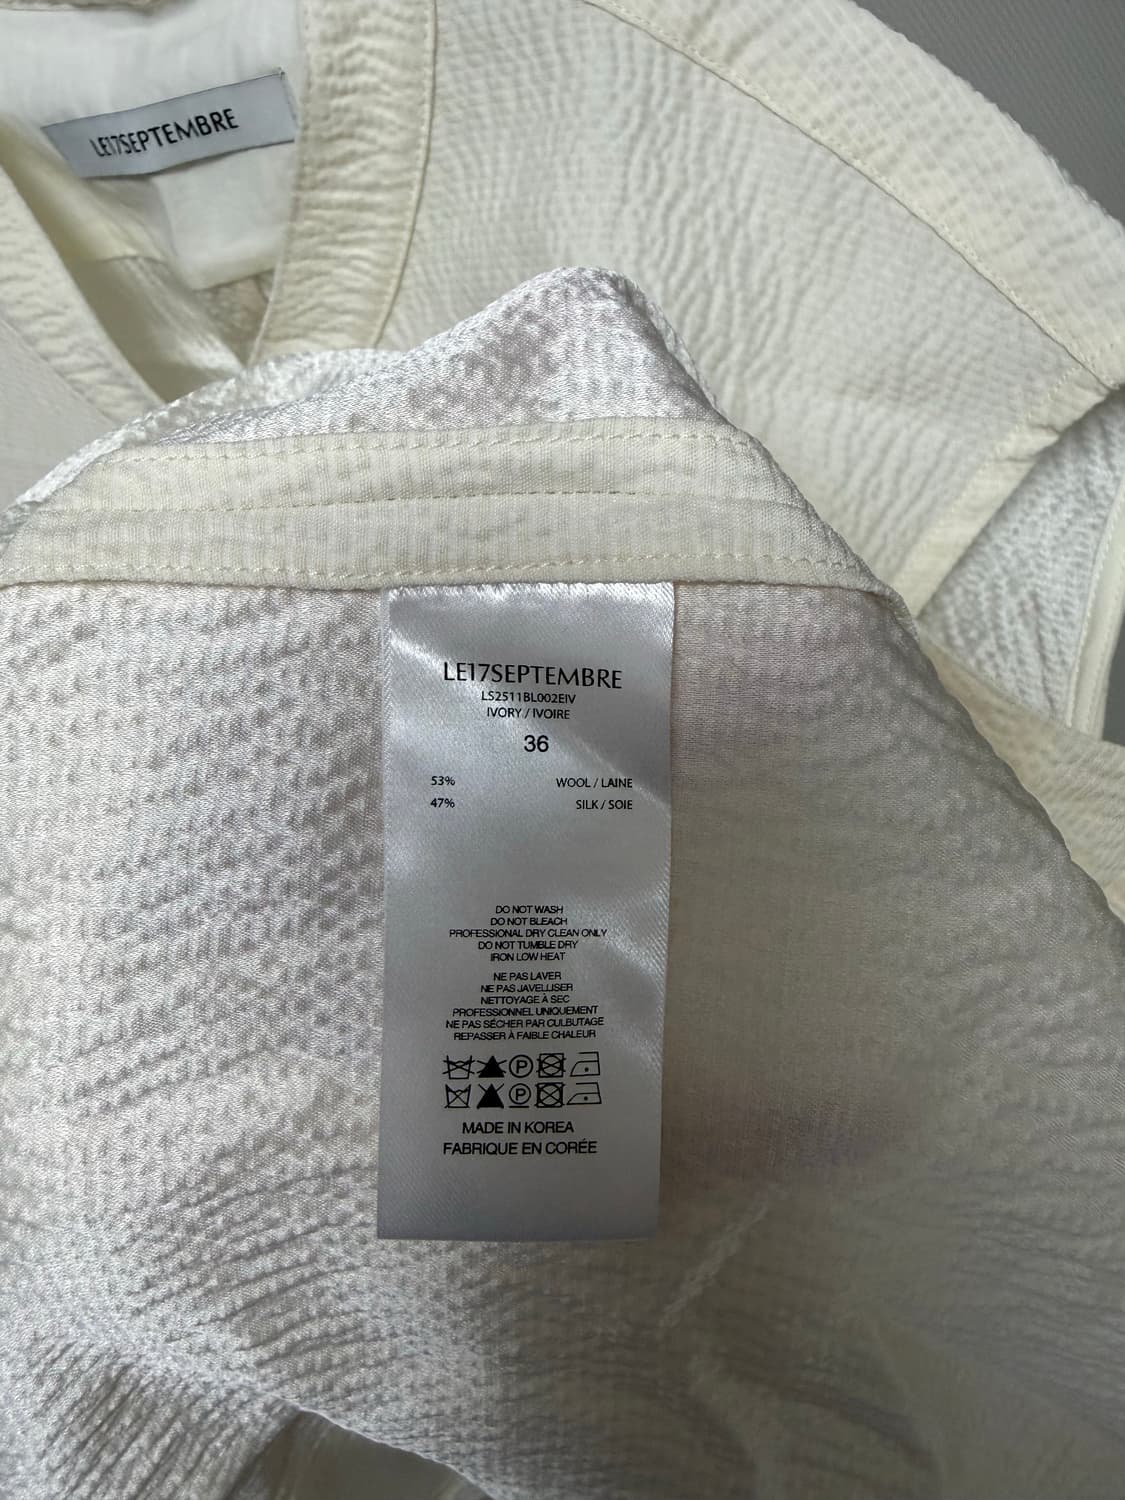 LE17SEPTEMBRE
LE17SEPTEMBRE
LS2511BL002EIV
IVORY / IVOIRE
36
53% WOOL / LAINE
47% SILK / SOIE
DO NOT WASH
DO NOT BLEACH
PROFESSIONAL DRY CLEAN ONLY
DO NOT TUMBLE DRY
IRON LOW HEAT
NE PAS LAVER
NE PAS JAVELLISER
NETTOYAGE À SEC
PROFESSIONNEL UNIQUEMENT
NE PAS SÉCHER PAR CULBUTAGE
REPASSER À FAIBLE CHALEUR
P
P
MADE IN KOREA
FABRIQUE EN CORÉE